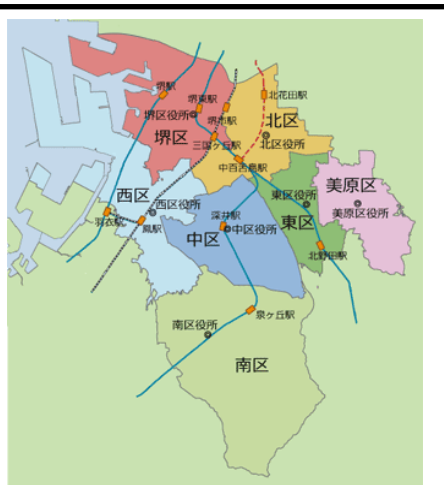 堺駅
堺東駅
堺区役所
堺市駅
堺区
三国ヶ丘駅
北花田駅
北区
北区役所
中百舌鳥駅
西区
西区役所
羽衣駅
鳳駅
深井駅
中区役所
中区
東区役所
東区
北野田駅
美原区
美原区役所
泉ヶ丘駅
南区役所
南区